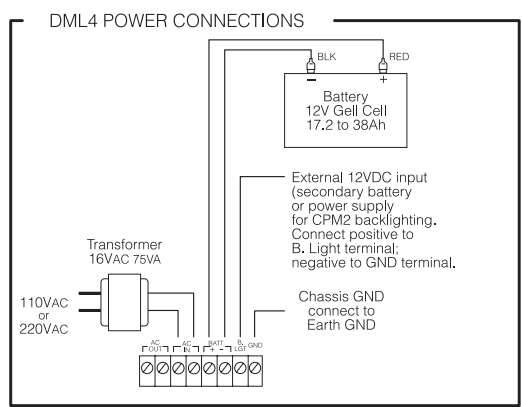 DML4 POWER CONNECTIONS
BLK
RED
− +
Battery
12V Gell Cell
17.2 to 38Ah
External 12VDC input
(secondary battery
or power supply
for CPM2 backlighting.
Connect positive to
B. Light terminal;
negative to GND terminal.
Transformer
16VAC 75VA
110VAC
or
220VAC
Chassis GND
connect to
Earth GND
AC
OUT
AC
IN
BATT
+ -
B.
LGT
GND